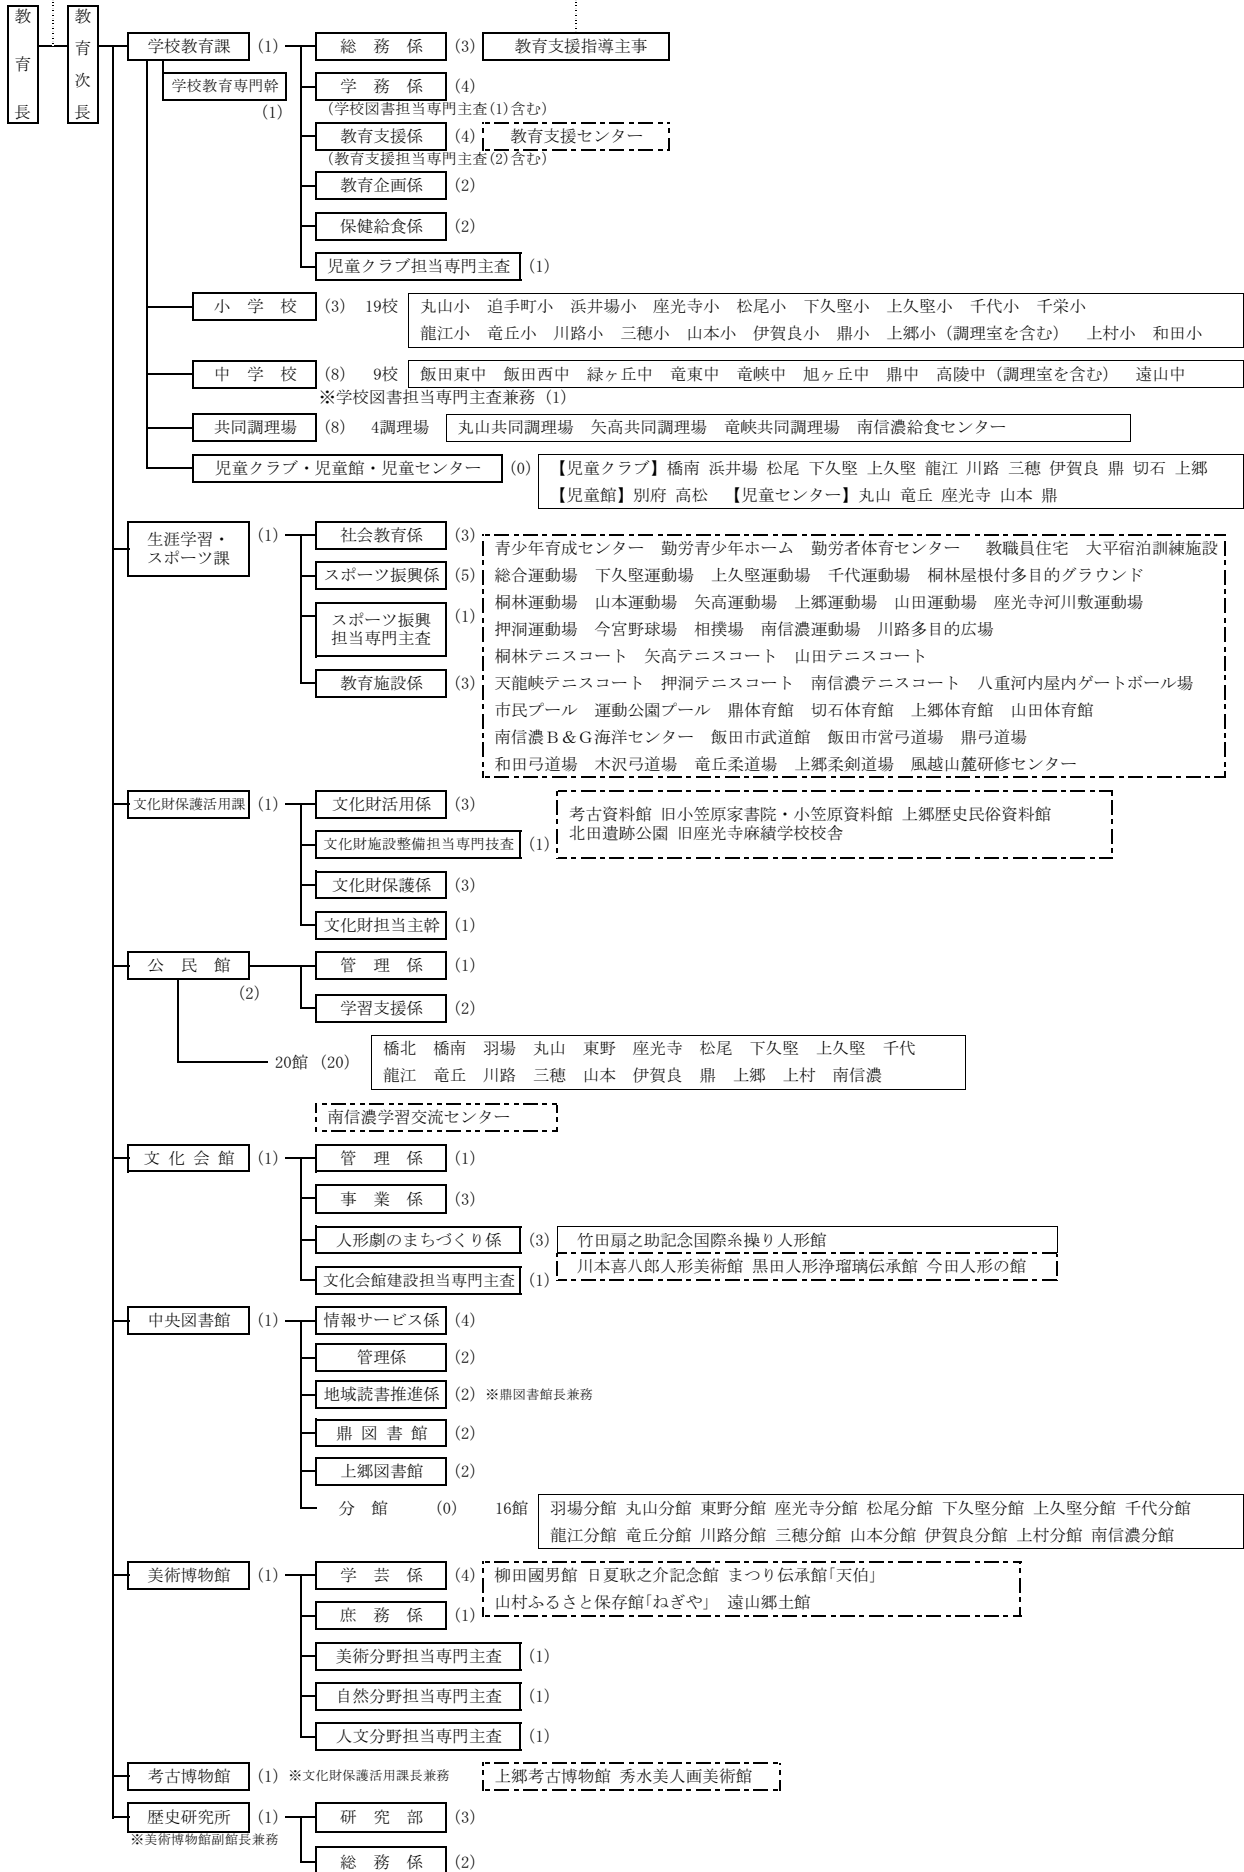 教育長
教育次長
学校教育課 (1) 総務係 (3) 教育支援指導主事
学校教育専門幹 学務係 (4)
(1) (学校図書担当専門主査(1)含む)
教育支援係 (4) 教育支援センター
(教育支援担当専門主査(2)含む)
教育企画係 (2)
保健給食係 (2)
児童クラブ担当専門主査 (1)
小学校 (3) 19校 丸山小 追手町小 浜井場小 座光寺小 松尾小 下久堅小 上久堅小 千代小 千栄小
龍江小 竜丘小 川路小 三穂小 山本小 伊賀良小 鼎小 上郷小(調理室を含む) 上村小 和田小
中学校 (8) 9校 飯田東中 飯田西中 緑ヶ丘中 竜東中 竜峡中 旭ヶ丘中 鼎中 高陵中(調理室を含む) 遠山中
※学校図書担当専門主査兼務 (1)
共同調理場 (8) 4調理場 丸山共同調理場 矢高共同調理場 竜峡共同調理場 南信濃給食センター
児童クラブ・児童館・児童センター (0) 【児童クラブ】橋南 浜井場 松尾 下久堅 上久堅 龍江 川路 三穂 伊賀良 鼎 切石 上郷
【児童館】別府 高松 【児童センター】丸山 竜丘 座光寺 山本 鼎
生涯学習・
スポーツ課 (1) 社会教育係 (3)
青少年育成センター 勤労青少年ホーム 勤労者体育センター 教職員住宅 大平宿泊訓練施設
スポーツ振興係 (5) 総合運動場 下久堅運動場 上久堅運動場 千代運動場 桐林屋根付多目的グラウンド
桐林運動場 山本運動場 矢高運動場 上郷運動場 山田運動場 座光寺河川敷運動場
スポーツ振興
担当専門主査 (1)
押洞運動場 今宮野球場 相撲場 南信濃運動場 川路多目的広場
桐林テニスコート 矢高テニスコート 山田テニスコート
教育施設係 (3) 天龍峡テニスコート 押洞テニスコート 南信濃テニスコート 八重河内屋内ゲートボール場
市民プール 運動公園プール 鼎体育館 切石体育館 上郷体育館 山田体育館
南信濃B&G海洋センター 飯田市武道館 飯田市営弓道場 鼎弓道場
和田弓道場 木沢弓道場 竜丘柔道場 上郷柔剣道場 風越山麓研修センター
文化財保護活用課 (1) 文化財活用係 (3)
考古資料館 旧小笠原家書院・小笠原資料館 上郷歴史民俗資料館
北田遺跡公園 旧座光寺麻績学校校舎
文化財施設整備担当専門技査 (1)
文化財保護係 (3)
文化財担当主幹 (1)
公民館 管理係 (1)
(2)
学習支援係 (2)
20館 (20) 橋北 橋南 羽場 丸山 東野 座光寺 松尾 下久堅 上久堅 千代
龍江 竜丘 川路 三穂 山本 伊賀良 鼎 上郷 上村 南信濃
南信濃学習交流センター
文化会館 (1) 管理係 (1)
事業係 (3)
人形劇のまちづくり係 (3) 竹田扇之助記念国際糸操り人形館
川本喜八郎人形美術館 黒田人形浄瑠璃伝承館 今田人形の館
文化会館建設担当専門主査 (1)
中央図書館 (1) 情報サービス係 (4)
管理係 (2)
地域読書推進係 (2) ※鼎図書館長兼務
鼎図書館 (2)
上郷図書館 (2)
分館 (0) 16館 羽場分館 丸山分館 東野分館 座光寺分館 松尾分館 下久堅分館 上久堅分館 千代分館
龍江分館 竜丘分館 川路分館 三穂分館 山本分館 伊賀良分館 上村分館 南信濃分館
美術博物館 (1) 学芸係 (4) 柳田國男館 日夏耿之介記念館 まつり伝承館｢天伯｣
庶務係 (1) 山村ふるさと保存館｢ねぎや｣ 遠山郷土館
美術分野担当専門主査 (1)
自然分野担当専門主査 (1)
人文分野担当専門主査 (1)
考古博物館 (1) ※文化財保護活用課長兼務 上郷考古博物館 秀水美人画美術館
歴史研究所 (1) 研究部 (3)
※美術博物館副館長兼務
総務係 (2)